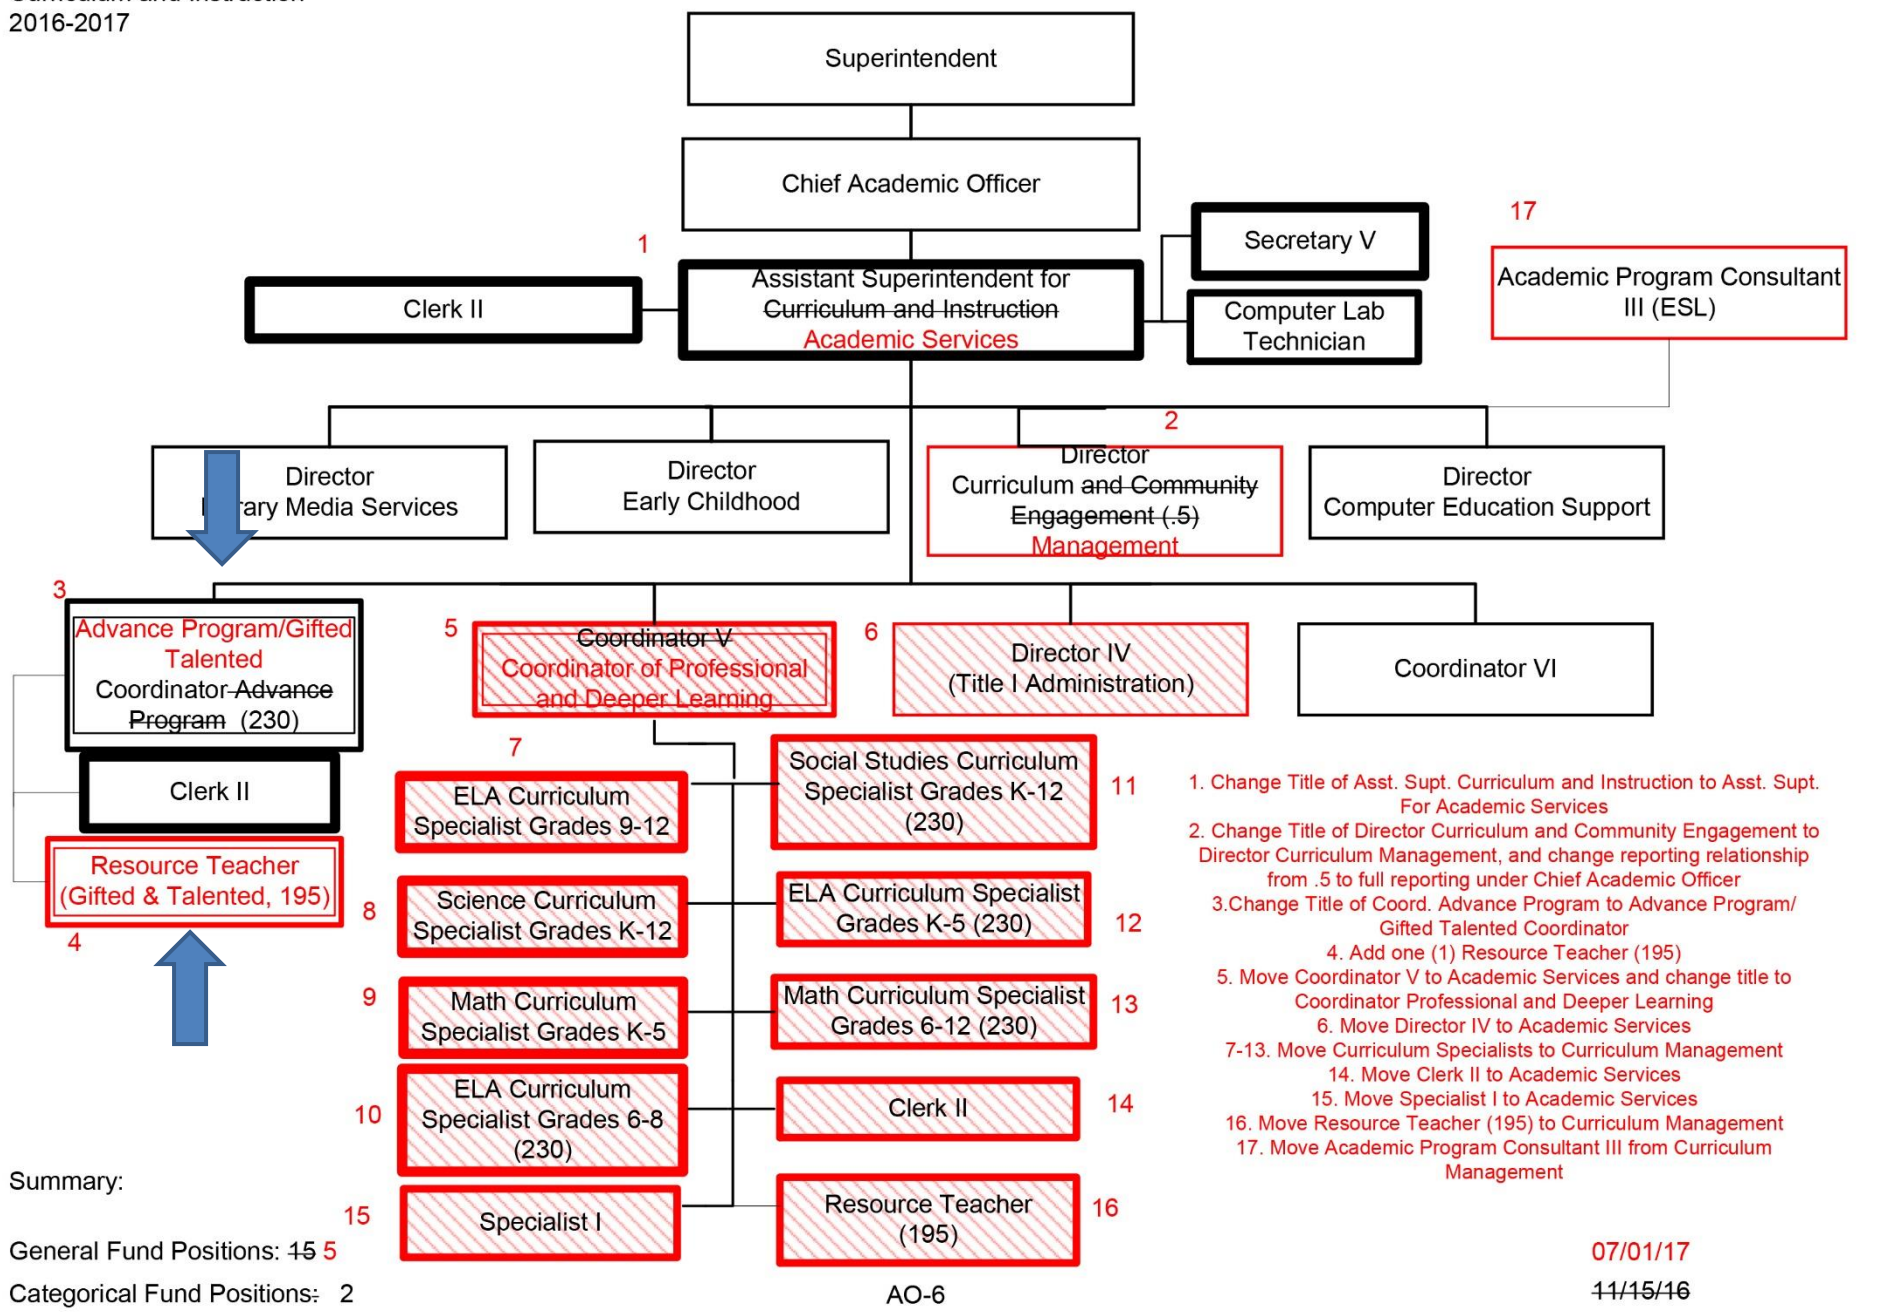 Curriculum and Instruction
2016-2017
Superintendent
Chief Academic Officer
1
Assistant Superintendent for
Curriculum and Instruction
Academic Services
Clerk II
Secretary V
Computer Lab
Technician
17
Academic Program Consultant
III (ESL)
Director
rary Media Services
Director
Early Childhood
2
Director
Curriculum and Community
Engagement (.5)
Management
Director
Computer Education Support
3
Advance Program/Gifted
Talented
Coordinator Advance
Program (230)
Clerk II
Resource Teacher
(Gifted & Talented, 195)
4
5
Coordinator V
Coordinator of Professional
and Deeper Learning
6
Director IV
(Title I Administration)
Coordinator VI
7
ELA Curriculum
Specialist Grades 9-12
Social Studies Curriculum
Specialist Grades K-12
(230)
11
8
Science Curriculum
Specialist Grades K-12
ELA Curriculum Specialist
Grades K-5 (230)
12
9
Math Curriculum
Specialist Grades K-5
Math Curriculum Specialist
Grades 6-12 (230)
13
10
ELA Curriculum
Specialist Grades 6-8
(230)
Clerk II
14
15
Specialist I
Resource Teacher
(195)
16
1. Change Title of Asst. Supt. Curriculum and Instruction to Asst. Supt.
For Academic Services
2. Change Title of Director Curriculum and Community Engagement to
Director Curriculum Management, and change reporting relationship
from .5 to full reporting under Chief Academic Officer
3.Change Title of Coord. Advance Program to Advance Program/
Gifted Talented Coordinator
4. Add one (1) Resource Teacher (195)
5. Move Coordinator V to Academic Services and change title to
Coordinator Professional and Deeper Learning
6. Move Director IV to Academic Services
7-13. Move Curriculum Specialists to Curriculum Management
14. Move Clerk II to Academic Services
15. Move Specialist I to Academic Services
16. Move Resource Teacher (195) to Curriculum Management
17. Move Academic Program Consultant III from Curriculum
Management
Summary:
General Fund Positions: 15 5
Categorical Fund Positions: 2
AO-6
07/01/17
11/15/16